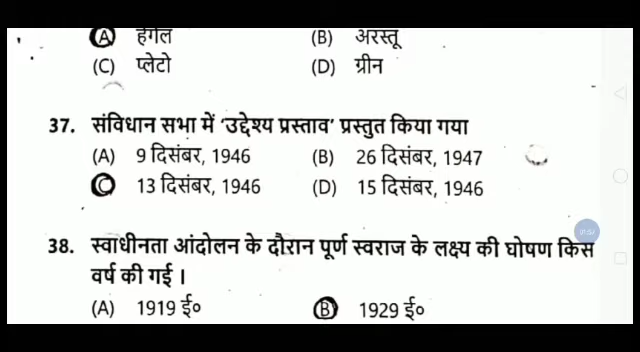 (A) हेगेल (B) अरस्तू
(C) प्लेटो (D) ग्रीन
37. संविधान सभा में 'उद्देश्य प्रस्ताव' प्रस्तुत किया गया
(A) 9 दिसंबर, 1946 (B) 26 दिसंबर, 1947
(C) 13 दिसंबर, 1946 (D) 15 दिसंबर, 1946
38. स्वाधीनता आंदोलन के दौरान पूर्ण स्वराज के लक्ष्य की घोषण किस
वर्ष की गई ।
(A) 1919 ई० (B) 1929 ई०